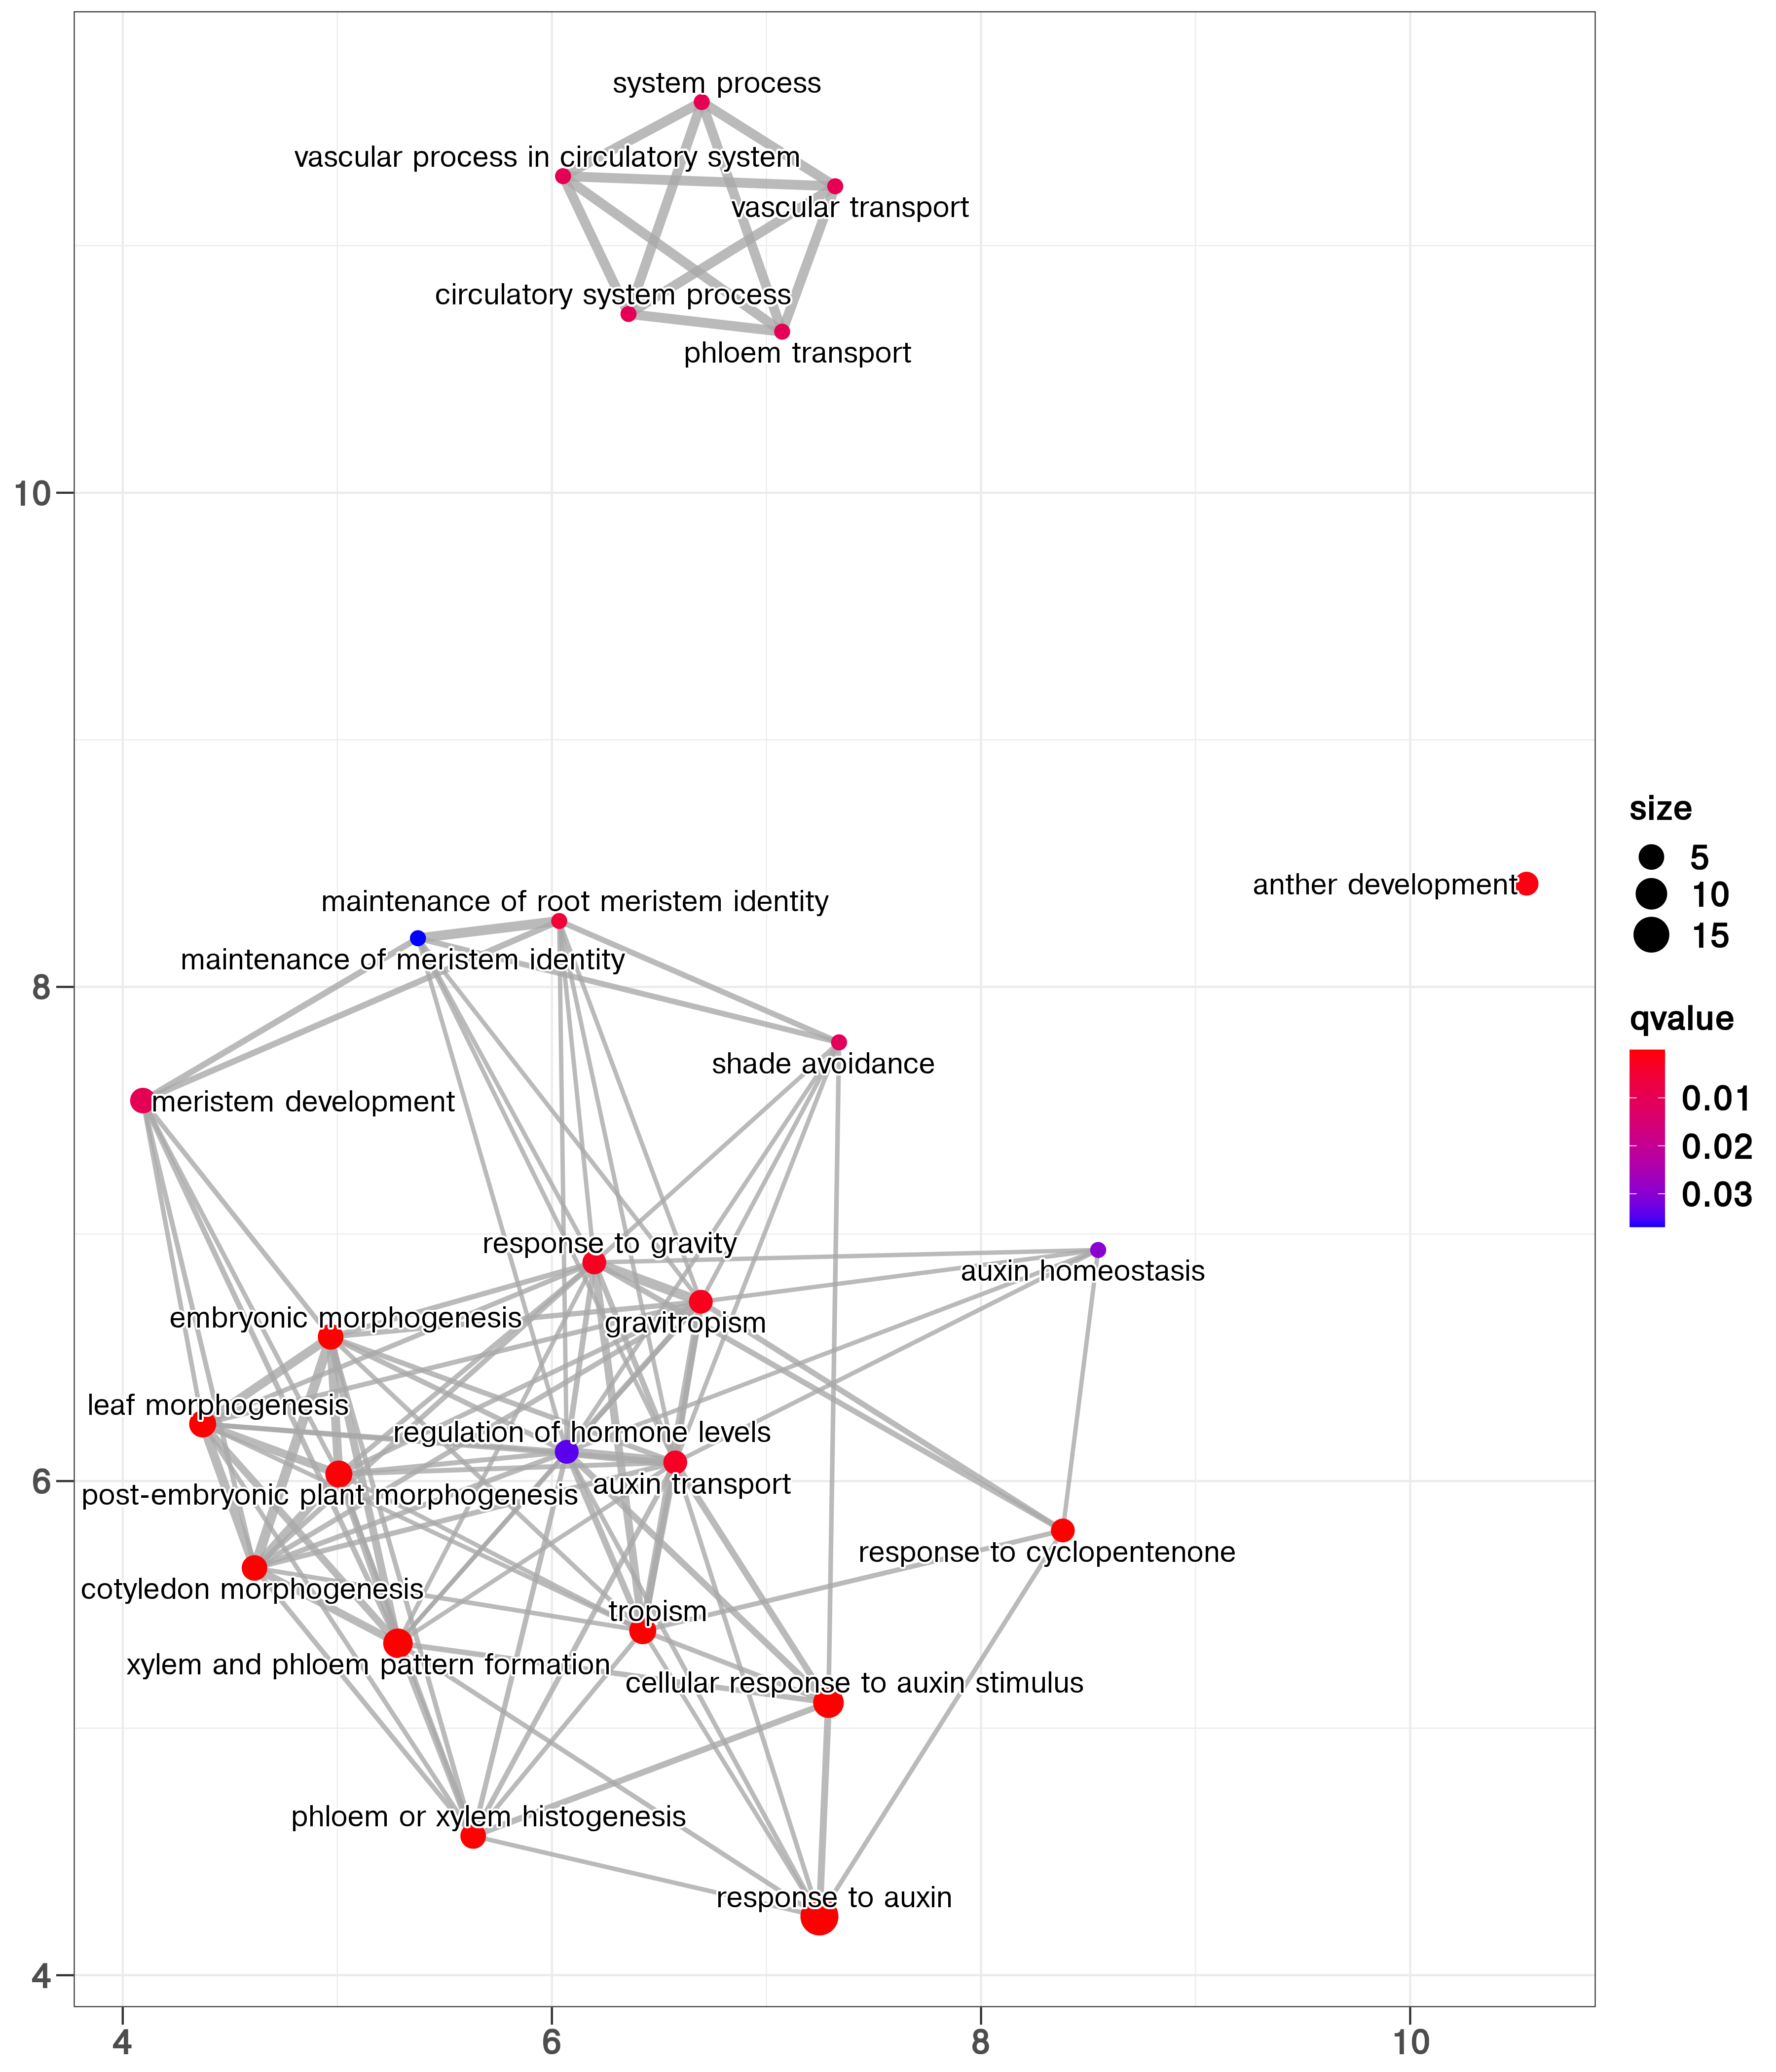 system process
vascular process in circulatory system
vascular transport
circulatory system process
phloem transport
10
size
5
anther development
10
maintenance of root meristem identity
15
maintenance of meristem identity
8
qvalue
shade avoidance
meristem development
0.01
0.02
0.03
response to gravity
auxin homeostasis
embryonic morphogenesis
gravitropism
leaf morphogenesis
regulation of hormone levels
6
auxin transport
post-embryonic plant morphogenesis
response to cyclopentenone
cotyledon morphogenesis
tropism
xylem and phloem pattern formation
cellular response to auxin stimulus
phloem or xylem histogenesis
response to auxin
4
4 6 8 10